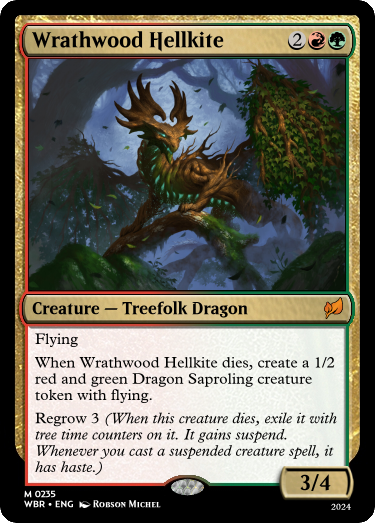 Wrathwood Hellkite 2
Creature — Treefolk Dragon
Flying
When Wrathwood Hellkite dies, create a 1/2
red and green Dragon Saproling creature
token with flying.
Regrow 3 (When this creature dies, exile it with
tree time counters on it. It gains suspend.
Whenever you cast a suspended creature spell, it
has haste.)
3/4
M 0235
WBR • ENG Robson Michel
2024